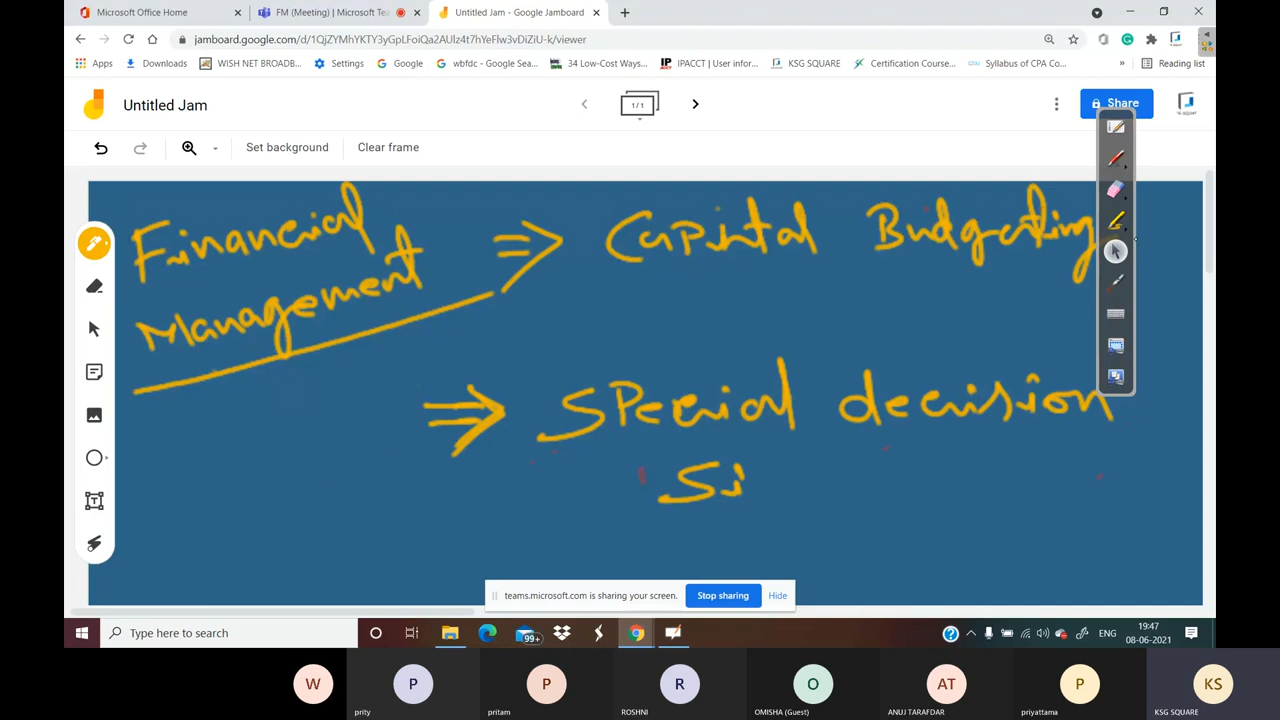 Microsoft Office Home
FM (Meeting) | Microsoft Tea
Untitled Jam - Google Jamboard
jamboard.google.com/d/1QjZYMhYKTY3yGpLFoiQa2AUlz4t7hYeFlw3vDiZiU-k/viewer
Apps
Downloads
WISH NET BROADB...
Settings
Google
wbfdc - Google Sea...
34 Low-Cost Ways...
IPACCT | User infor...
KSG SQUARE
Certification Course...
Syllabus of CPA Co...
»
Reading list
Untitled Jam
1/1
Share
Set background
Clear frame
Financial
Management
⇒ Capital Budgeting
⇒ Special decision
Si
teams.microsoft.com is sharing your screen.
Stop sharing
Hide
Type here to search
99+
ENG
19:47
08-06-2021
W
P
P
R
O
AT
P
KS
prity
pritam
ROSHNI
OMISHA (Guest)
ANUJ TARAFDAR
priyattama
KSG SQUARE